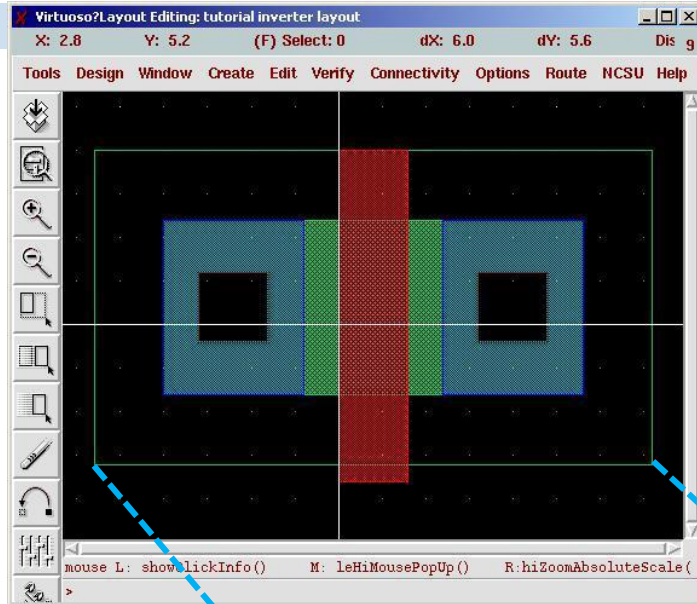 Virtuoso?Layout Editing: tutorial inverter layout
X: 2.8 Y: 5.2 (F) Select: 0 dX: 6.0 dY: 5.6 Dis g
Tools Design Window Create Edit Verify Connectivity Options Route NCSU Help
mouse L: showClickInfo() M: leHiMousePopUp() R:hiZoomAbsoluteScale(
>